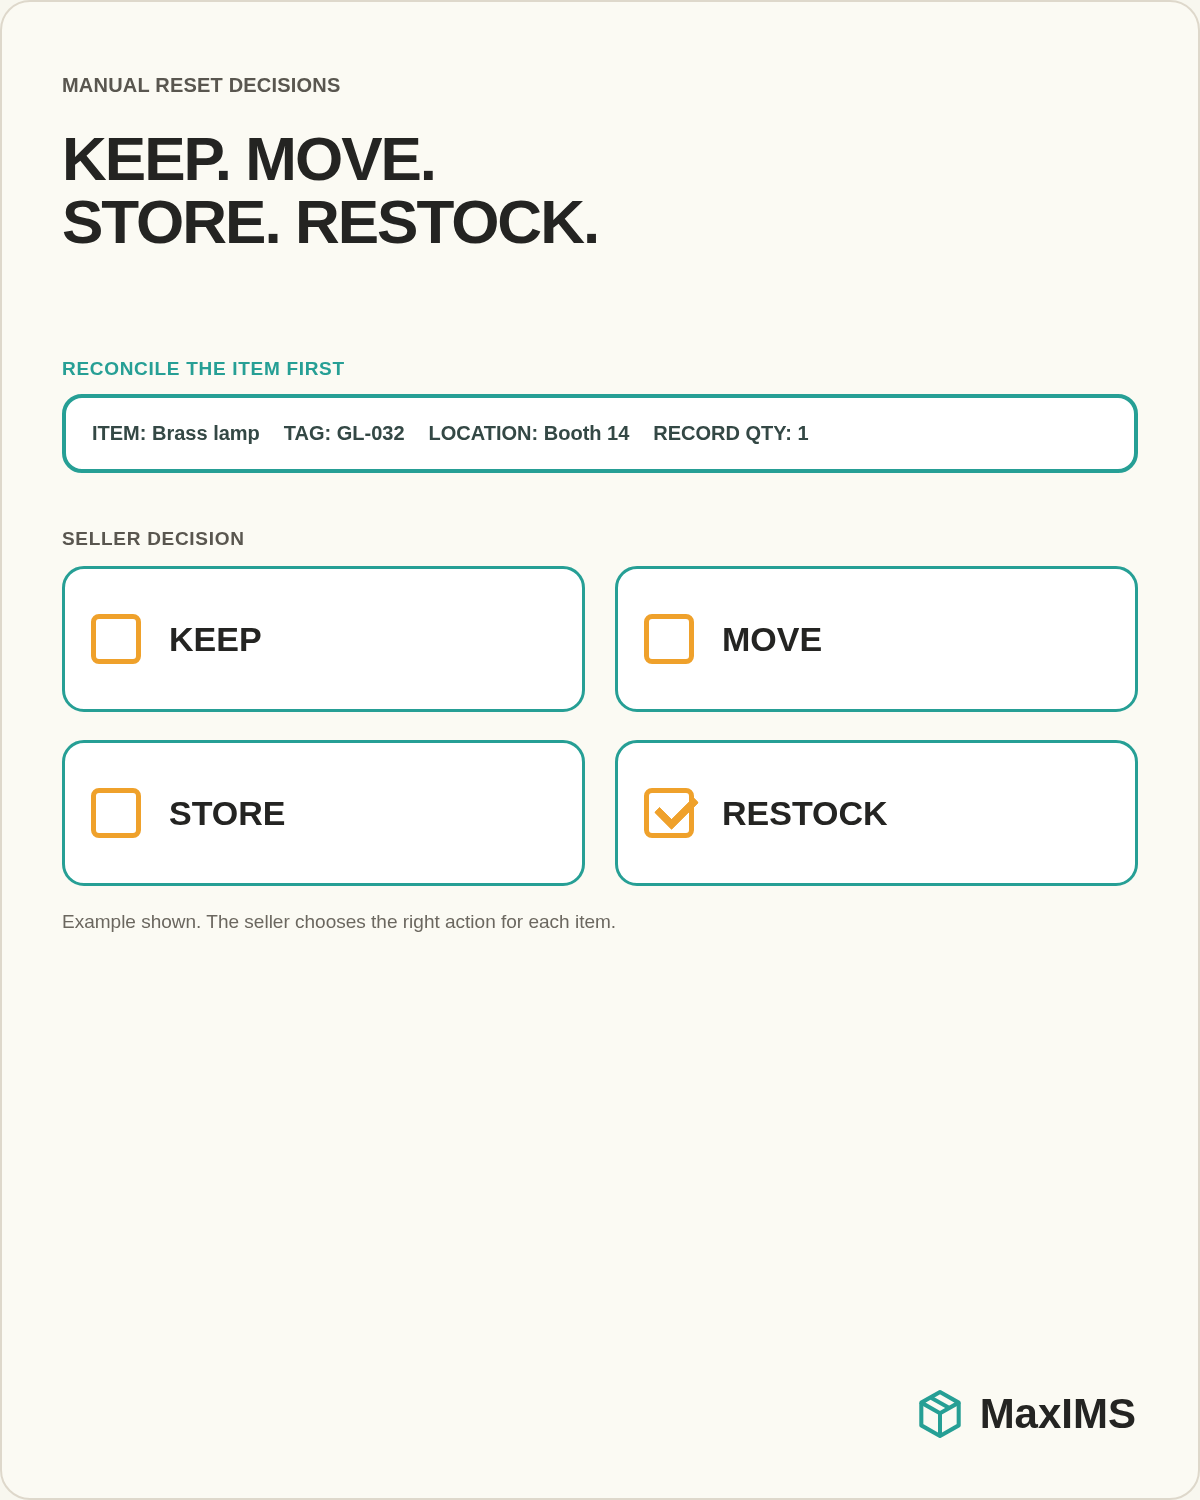 MANUAL RESET DECISIONS
KEEP. MOVE.
STORE. RESTOCK.
RECONCILE THE ITEM FIRST
ITEM: Brass lamp TAG: GL-032 LOCATION: Booth 14 RECORD QTY: 1
SELLER DECISION
KEEP
MOVE
STORE
RESTOCK
Example shown. The seller chooses the right action for each item.
MaxIMS